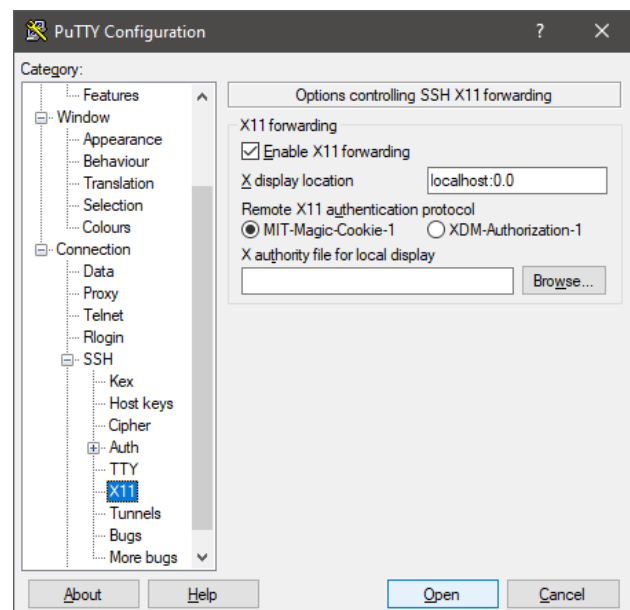 PuTTY Configuration
?
Category:
Features
Window
Appearance
Behaviour
Translation
Selection
Colours
Connection
Data
Proxy
Telnet
Rlogin
SSH
Kex
Host keys
Cipher
Auth
TTY
X11
Tunnels
Bugs
More bugs
Options controlling SSH X11 forwarding
X11 forwarding
Enable X11 forwarding
X display location localhost:0.0
Remote X11 authentication protocol
MIT-Magic-Cookie-1 XDM-Authorization-1
X authority file for local display
Browse...
About Help Open Cancel